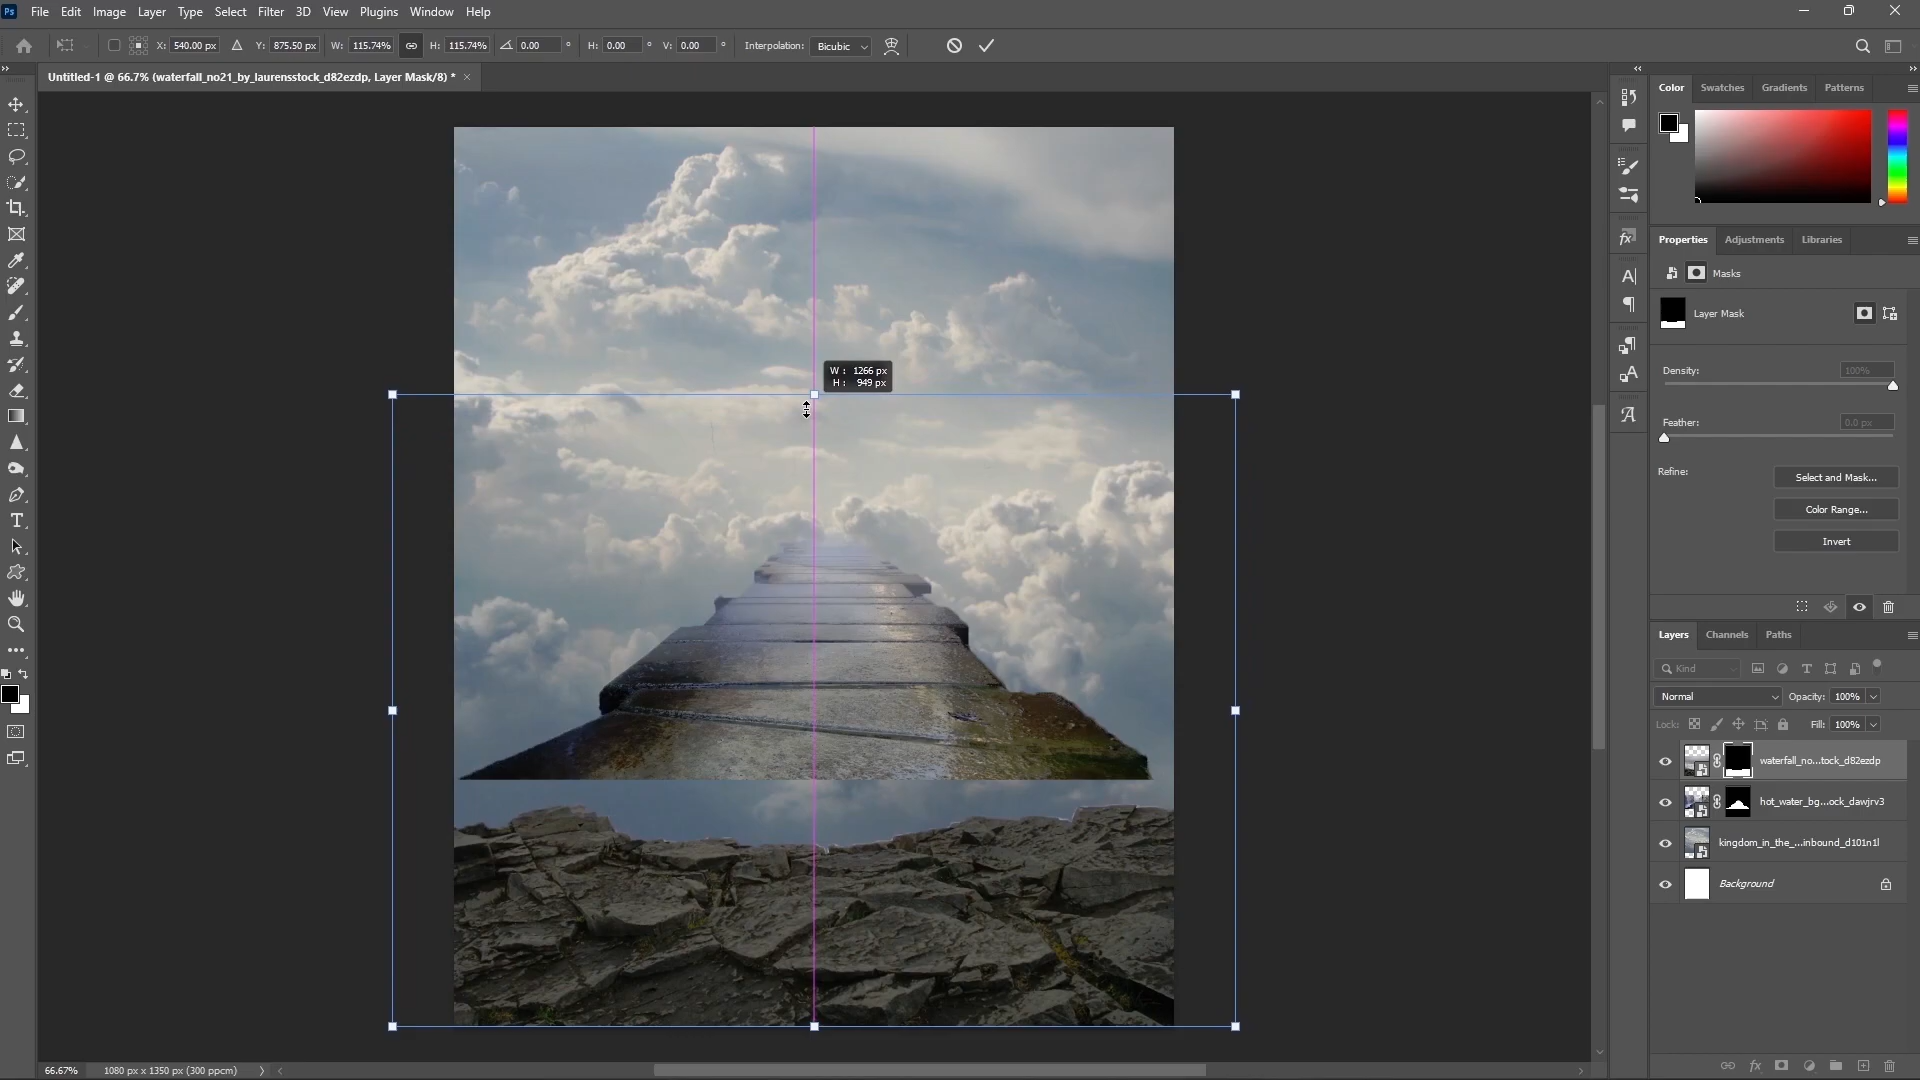 Ps File Edit Image Layer Type Select Filter 3D View Plugins Window Help
X: 540.00 px Y: 875.50 px W: 115.74% H: 115.74% 0.00 ° H: 0.00 ° V: 0.00 ° Interpolation: Bicubic
Untitled-1 @ 66.7% (waterfall_no21_by_laurensstock_d82ezdp, Layer Mask/8) * ×
Color Swatches Gradients Patterns
Properties Adjustments Libraries
Masks
Layer Mask
W : 1266 px
H : 949 px
Density: 100%
Feather: 0.0 px
Refine: Select and Mask...
Color Range...
Invert
Layers Channels Paths
Kind
Normal Opacity: 100%
Lock: Fill: 100%
waterfall_no...tock_d82ezdp
hot_water_bg...ock_dawjrv3
kingdom_in_the_...inbound_d101n1l
Background
66.67% 1080 px x 1350 px (300 ppcm)